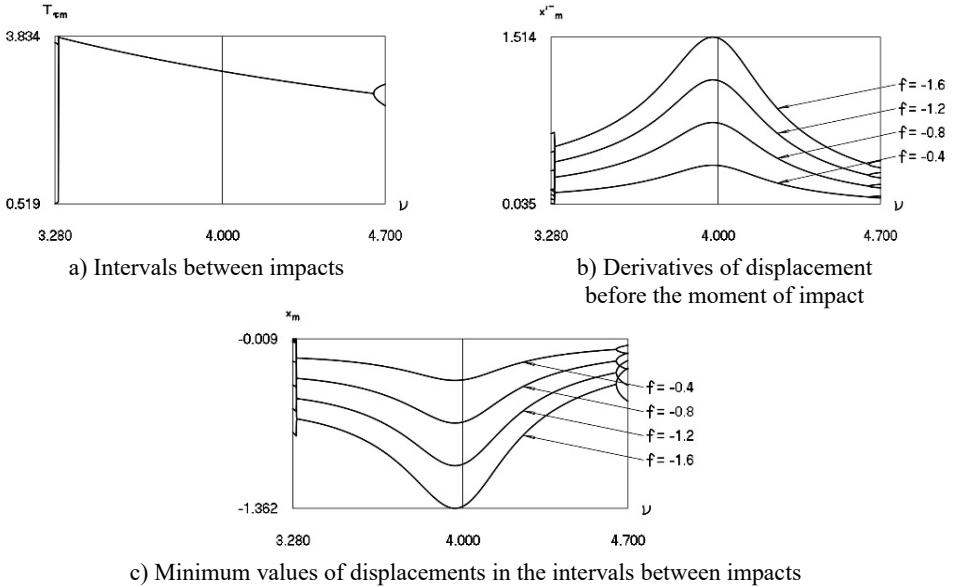 Tτm
3.834
0.519
ν
3.280
4.000
4.700
a) Intervals between impacts
x'⁻m
1.514
0.035
f = -1.6
f = -1.2
f = -0.8
f = -0.4
ν
3.280
4.000
4.700
b) Derivatives of displacement
before the moment of impact
xm
-0.009
-1.362
f = -0.4
f = -0.8
f = -1.2
f = -1.6
ν
3.280
4.000
4.700
c) Minimum values of displacements in the intervals between impacts